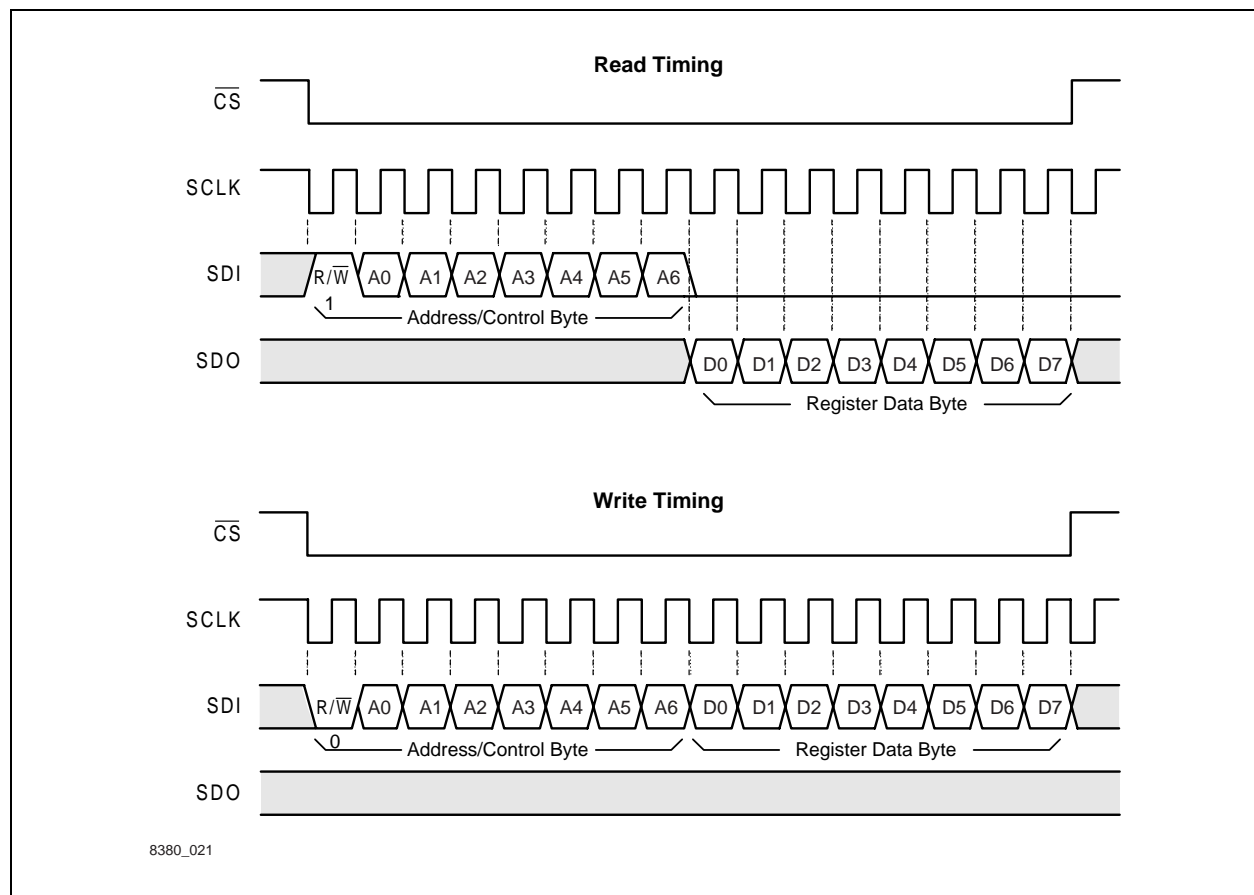 Read Timing
CS
SCLK
SDI R/W A0 A1 A2 A3 A4 A5 A6
1
Address/Control Byte
SDO D0 D1 D2 D3 D4 D5 D6 D7
Register Data Byte
Write Timing
CS
SCLK
SDI R/W A0 A1 A2 A3 A4 A5 A6 D0 D1 D2 D3 D4 D5 D6 D7
0
Address/Control Byte Register Data Byte
SDO
8380_021